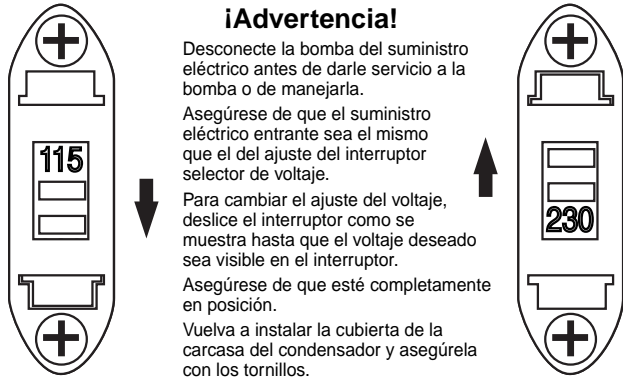 ¡Advertencia!
Desconecte la bomba del suministro
eléctrico antes de darle servicio a la
bomba o de manejarla.
Asegúrese de que el suministro
eléctrico entrante sea el mismo
que el del ajuste del interruptor
selector de voltaje.
Para cambiar el ajuste del voltaje,
deslice el interruptor como se
muestra hasta que el voltaje deseado
sea visible en el interruptor.
Asegúrese de que esté completamente
en posición.
Vuelva a instalar la cubierta de la
carcasa del condensador y asegúrela
con los tornillos.
115
230